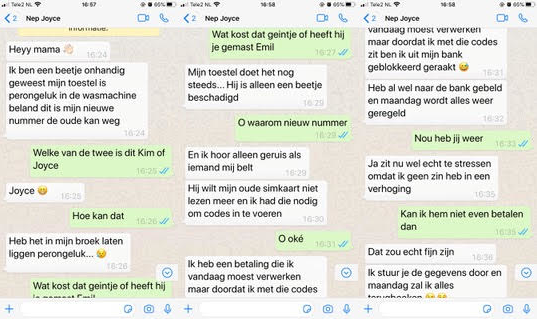 Tele2 NL 16:57 65%
2 Nep Joyce
informatie.
Heyy mama 16:24
Ik ben een beetje onhandig
geweest mijn toestel is
perongeluk in de wasmachine
beland dit is mijn nieuwe
nummer de oude kan weg
16:24
Welke van de twee is dit Kim of
Joyce 16:25
Joyce 16:25
Hoe kan dat 16:26
Heb het in mijn broek laten
liggen perongeluk... 16:26
Wat kost dat geintje of heeft hij
je gemast Emil
Tele2 NL 16:58 65%
2 Nep Joyce
Wat kost dat geintje of heeft hij
je gemast Emil 16:27
Mijn toestel doet het nog
steeds... Hij is alleen een beetje
beschadigd 16:29
O waarom nieuw nummer
16:29
En ik hoor alleen geruis als
iemand mij belt 16:29
Hij wilt mijn oude simkaart niet
lezen meer en ik had die nodig
om codes in te voeren 16:30
O oké 16:31
Ik heb een betaling die ik
vandaag moest verwerken
maar doordat ik met die codes
Tele2 NL 16:58 65%
2 Nep Joyce
vandaag moest verwerken
maar doordat ik met die codes
zit ben ik uit mijn bank
geblokkeerd geraakt 16:31
Heb al wel naar de bank gebeld
en maandag wordt alles weer
geregeld 16:32
Nou heb jij weer 16:33
Ja zit nu wel echt te stressen
omdat ik geen zin heb in een
verhoging 16:35
Kan ik hem niet even betalen
dan 16:35
Dat zou echt fijn zijn 16:36
Ik stuur je de gegevens door en
maandag zal ik alles
terugboeken